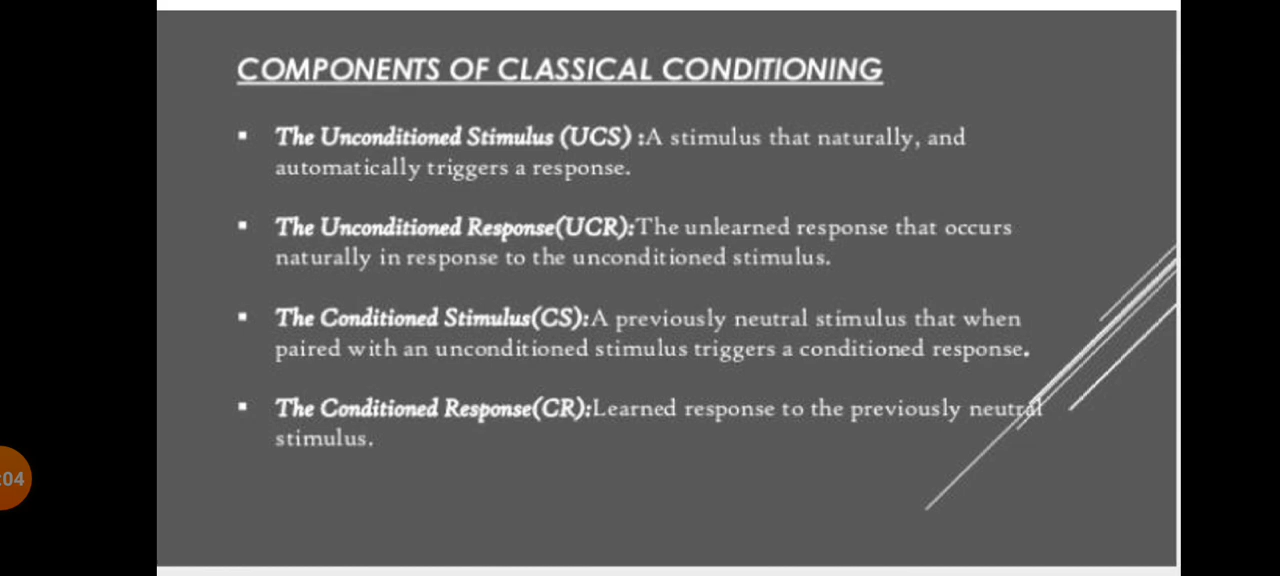 COMPONENTS OF CLASSICAL CONDITIONING
▪ The Unconditioned Stimulus (UCS) :A stimulus that naturally, and
automatically triggers a response.
▪ The Unconditioned Response(UCR):The unlearned response that occurs
naturally in response to the unconditioned stimulus.
▪ The Conditioned Stimulus(CS):A previously neutral stimulus that when
paired with an unconditioned stimulus triggers a conditioned response.
▪ The Conditioned Response(CR):Learned response to the previously neutral
stimulus.
:04